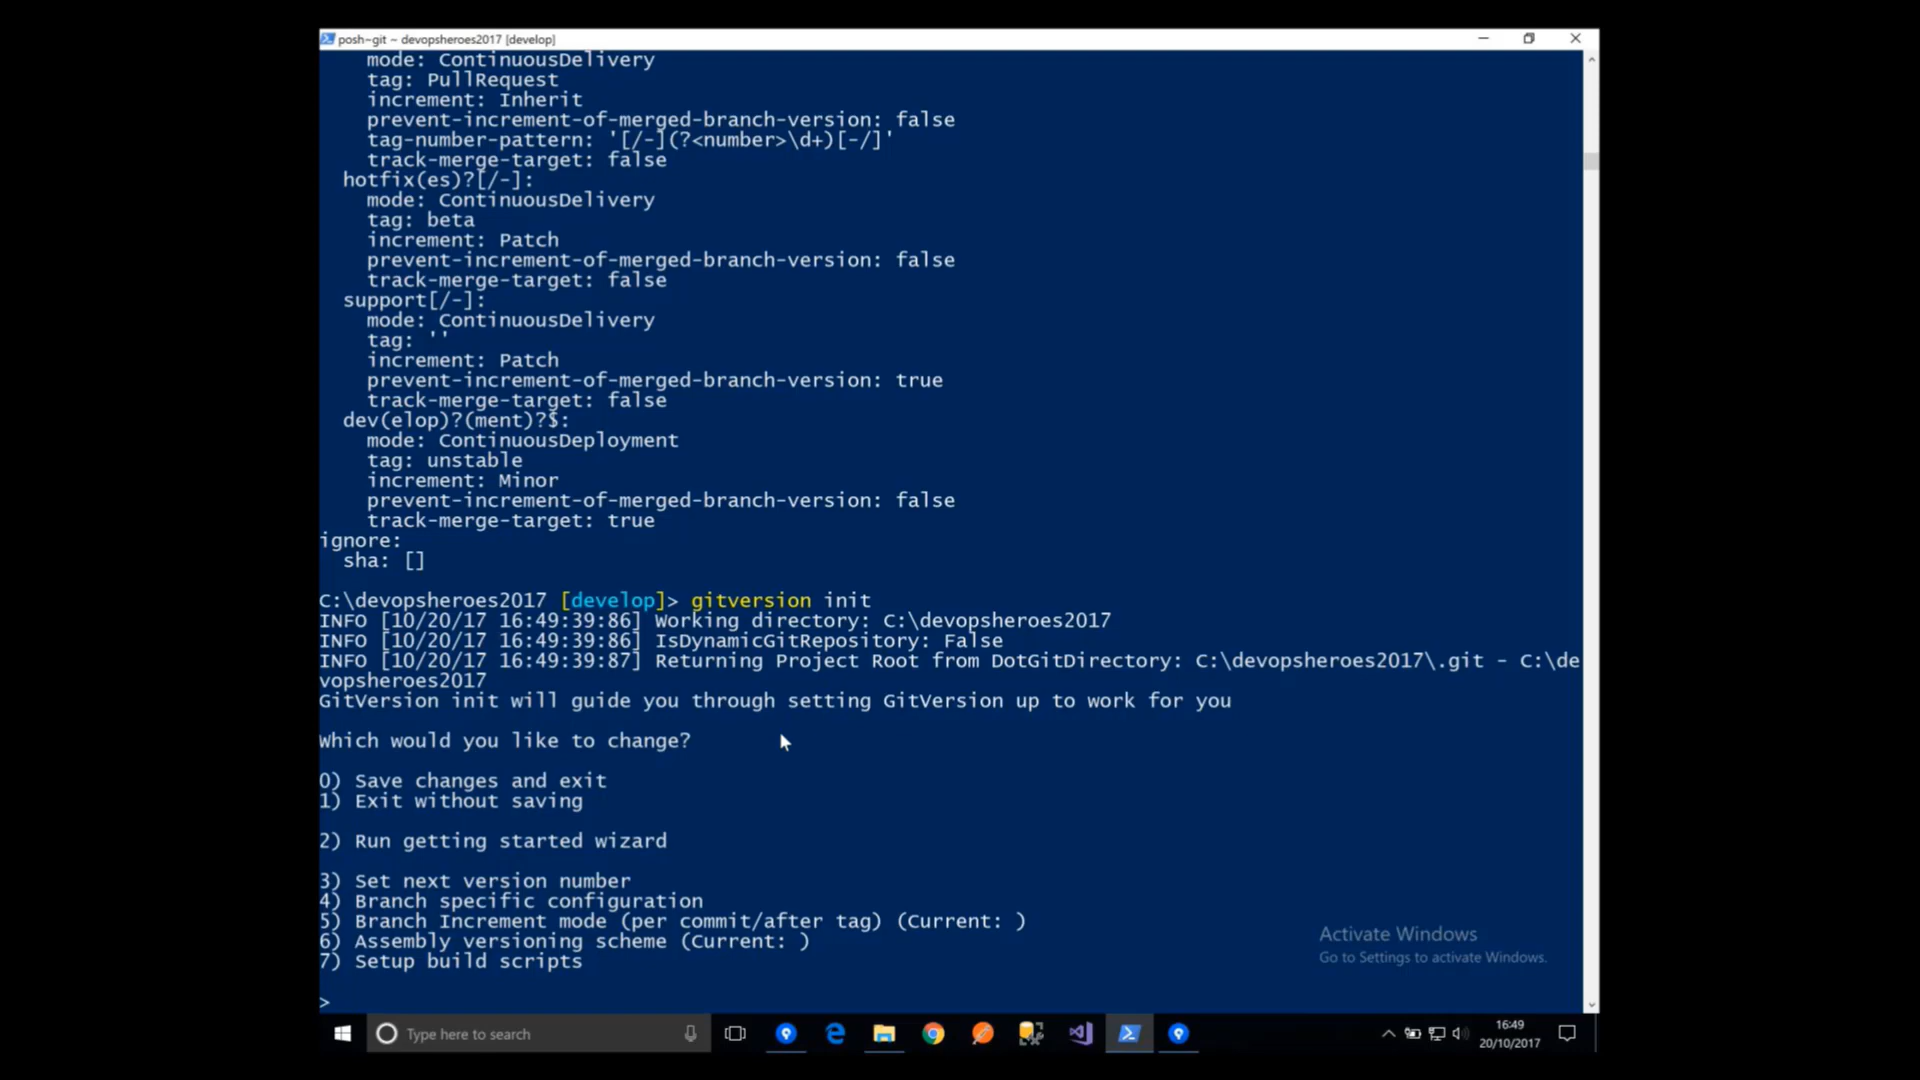 posh~git ~ devopsheroes2017 [develop]
mode: ContinuousDelivery
tag: PullRequest
increment: Inherit
prevent-increment-of-merged-branch-version: false
tag-number-pattern: '[/-](?<number>\d+)[-/]'
track-merge-target: false
hotfix(es)?[/-]:
mode: ContinuousDelivery
tag: beta
increment: Patch
prevent-increment-of-merged-branch-version: false
track-merge-target: false
support[/-]:
mode: ContinuousDelivery
tag: ''
increment: Patch
prevent-increment-of-merged-branch-version: true
track-merge-target: false
dev(elop)?(ment)?$:
mode: ContinuousDeployment
tag: unstable
increment: Minor
prevent-increment-of-merged-branch-version: false
track-merge-target: true
ignore:
sha: []
C:\devopsheroes2017 [develop]> gitversion init
INFO [10/20/17 16:49:39:86] Working directory: C:\devopsheroes2017
INFO [10/20/17 16:49:39:86] IsDynamicGitRepository: False
INFO [10/20/17 16:49:39:87] Returning Project Root from DotGitDirectory: C:\devopsheroes2017\.git - C:\de
vopsheroes2017
GitVersion init will guide you through setting GitVersion up to work for you
Which would you like to change?
0) Save changes and exit
1) Exit without saving
2) Run getting started wizard
3) Set next version number
4) Branch specific configuration
5) Branch Increment mode (per commit/after tag) (Current: )
6) Assembly versioning scheme (Current: )
7) Setup build scripts
>
Activate Windows
Go to Settings to activate Windows.
Type here to search
16:49
20/10/2017